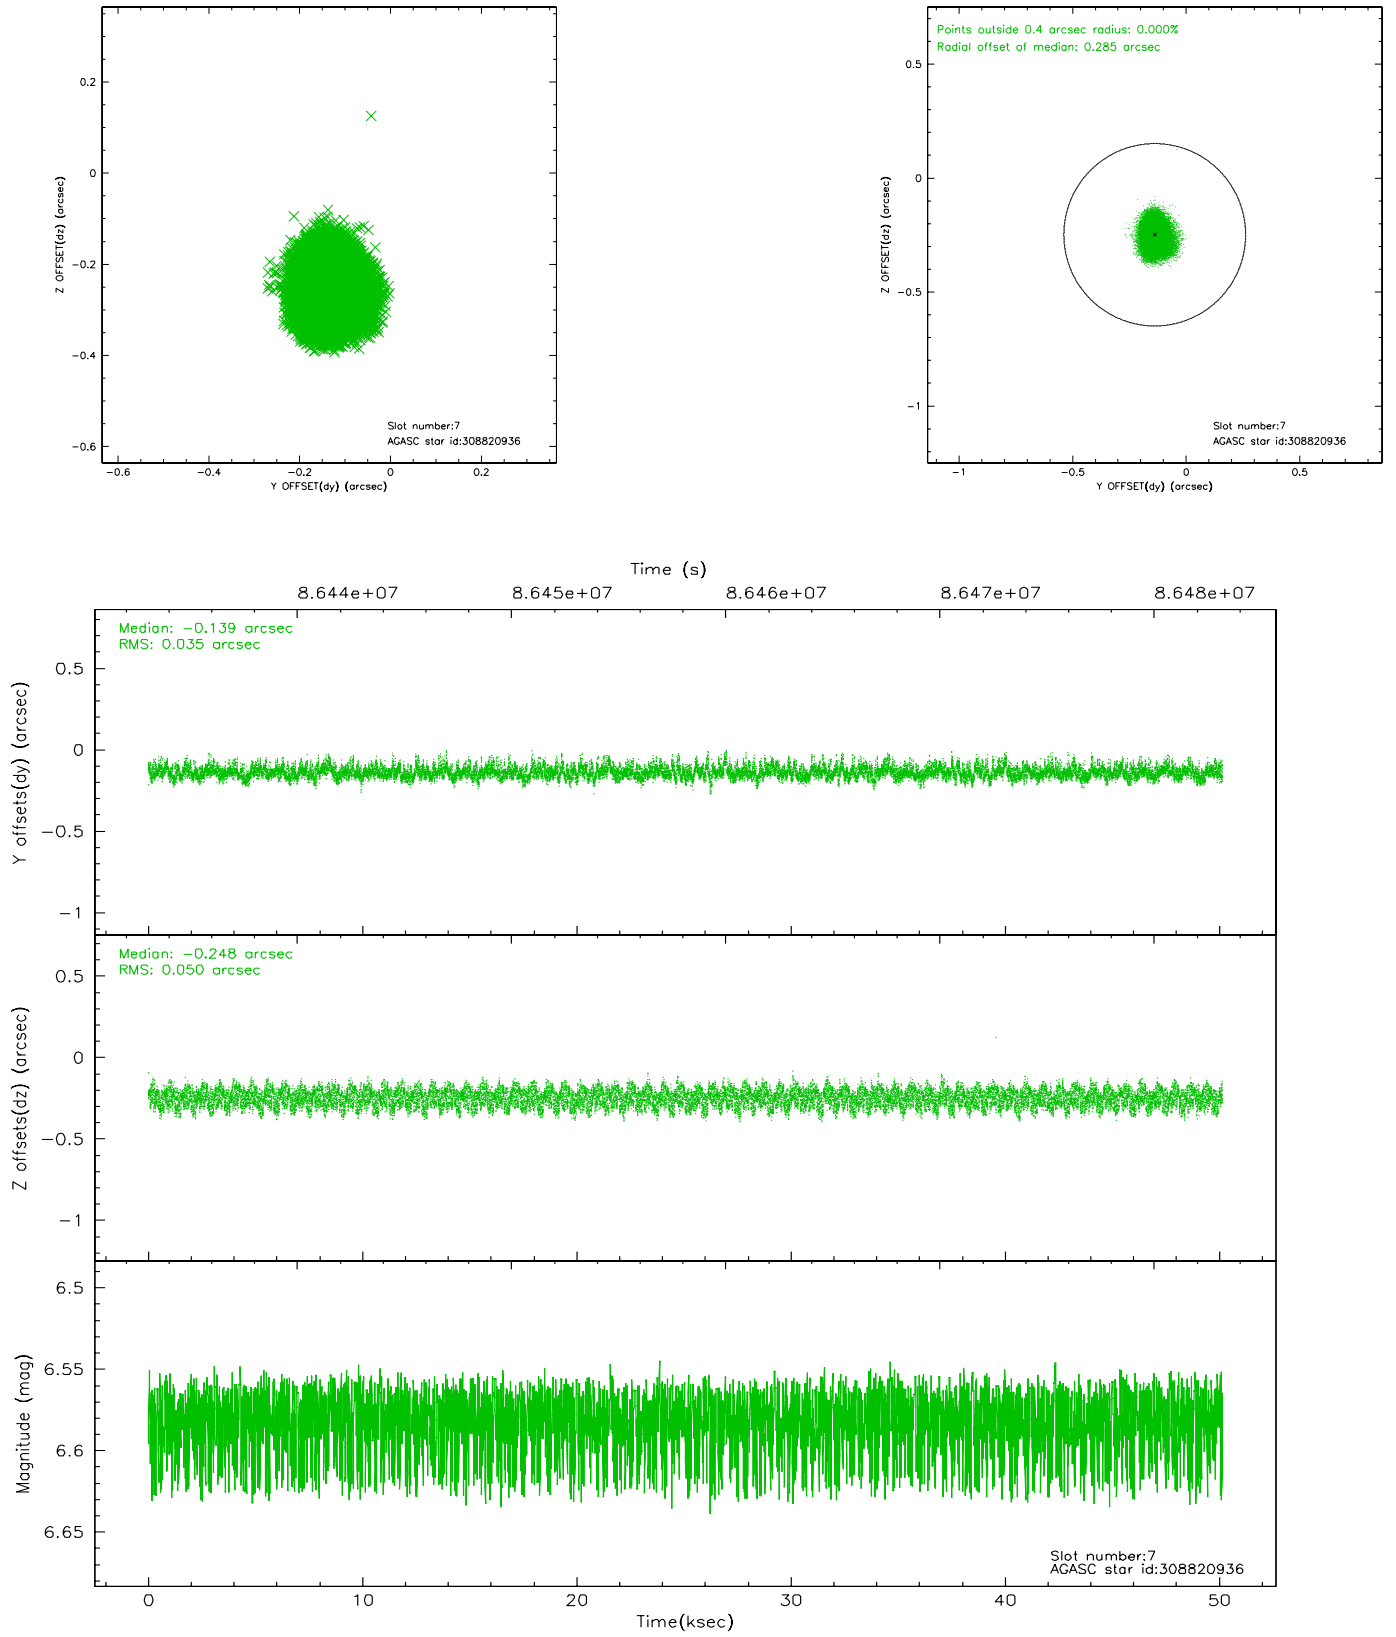 0.2
0
−0.2
−0.4
−0.6
Z OFFSET(dz) (arcsec)
Slot number:7
AGASC star id:308820936
−0.6 −0.4 −0.2 0 0.2
Y OFFSET(dy) (arcsec)
Points outside 0.4 arcsec radius: 0.000%
Radial offset of median: 0.285 arcsec
0.5
0
−0.5
−1
Z OFFSET(dz) (arcsec)
Slot number:7
AGASC star id:308820936
−1 −0.5 0 0.5
Y OFFSET(dy) (arcsec)
Time (s)
8.644e+07 8.645e+07 8.646e+07 8.647e+07 8.648e+07
Median: −0.139 arcsec
RMS: 0.035 arcsec
0.5
0
−0.5
−1
Y offsets(dy) (arcsec)
Median: −0.248 arcsec
RMS: 0.050 arcsec
0.5
0
−0.5
−1
Z offsets(dz) (arcsec)
6.5
6.55
6.6
6.65
Magnitude (mag)
Slot number:7
AGASC star id:308820936
0 10 20 30 40 50
Time(ksec)